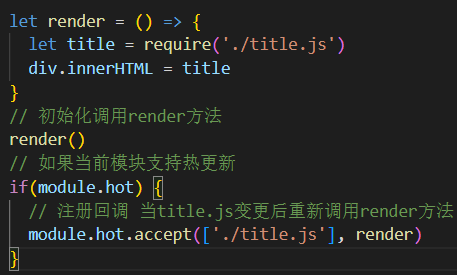 let render = () => {
  let title = require('./title.js')
  div.innerHTML = title
}
// 初始化调用render方法
render()
// 如果当前模块支持热更新
if(module.hot) {
  // 注册回调 当title.js变更后重新调用render方法
  module.hot.accept(['./title.js'], render)
}